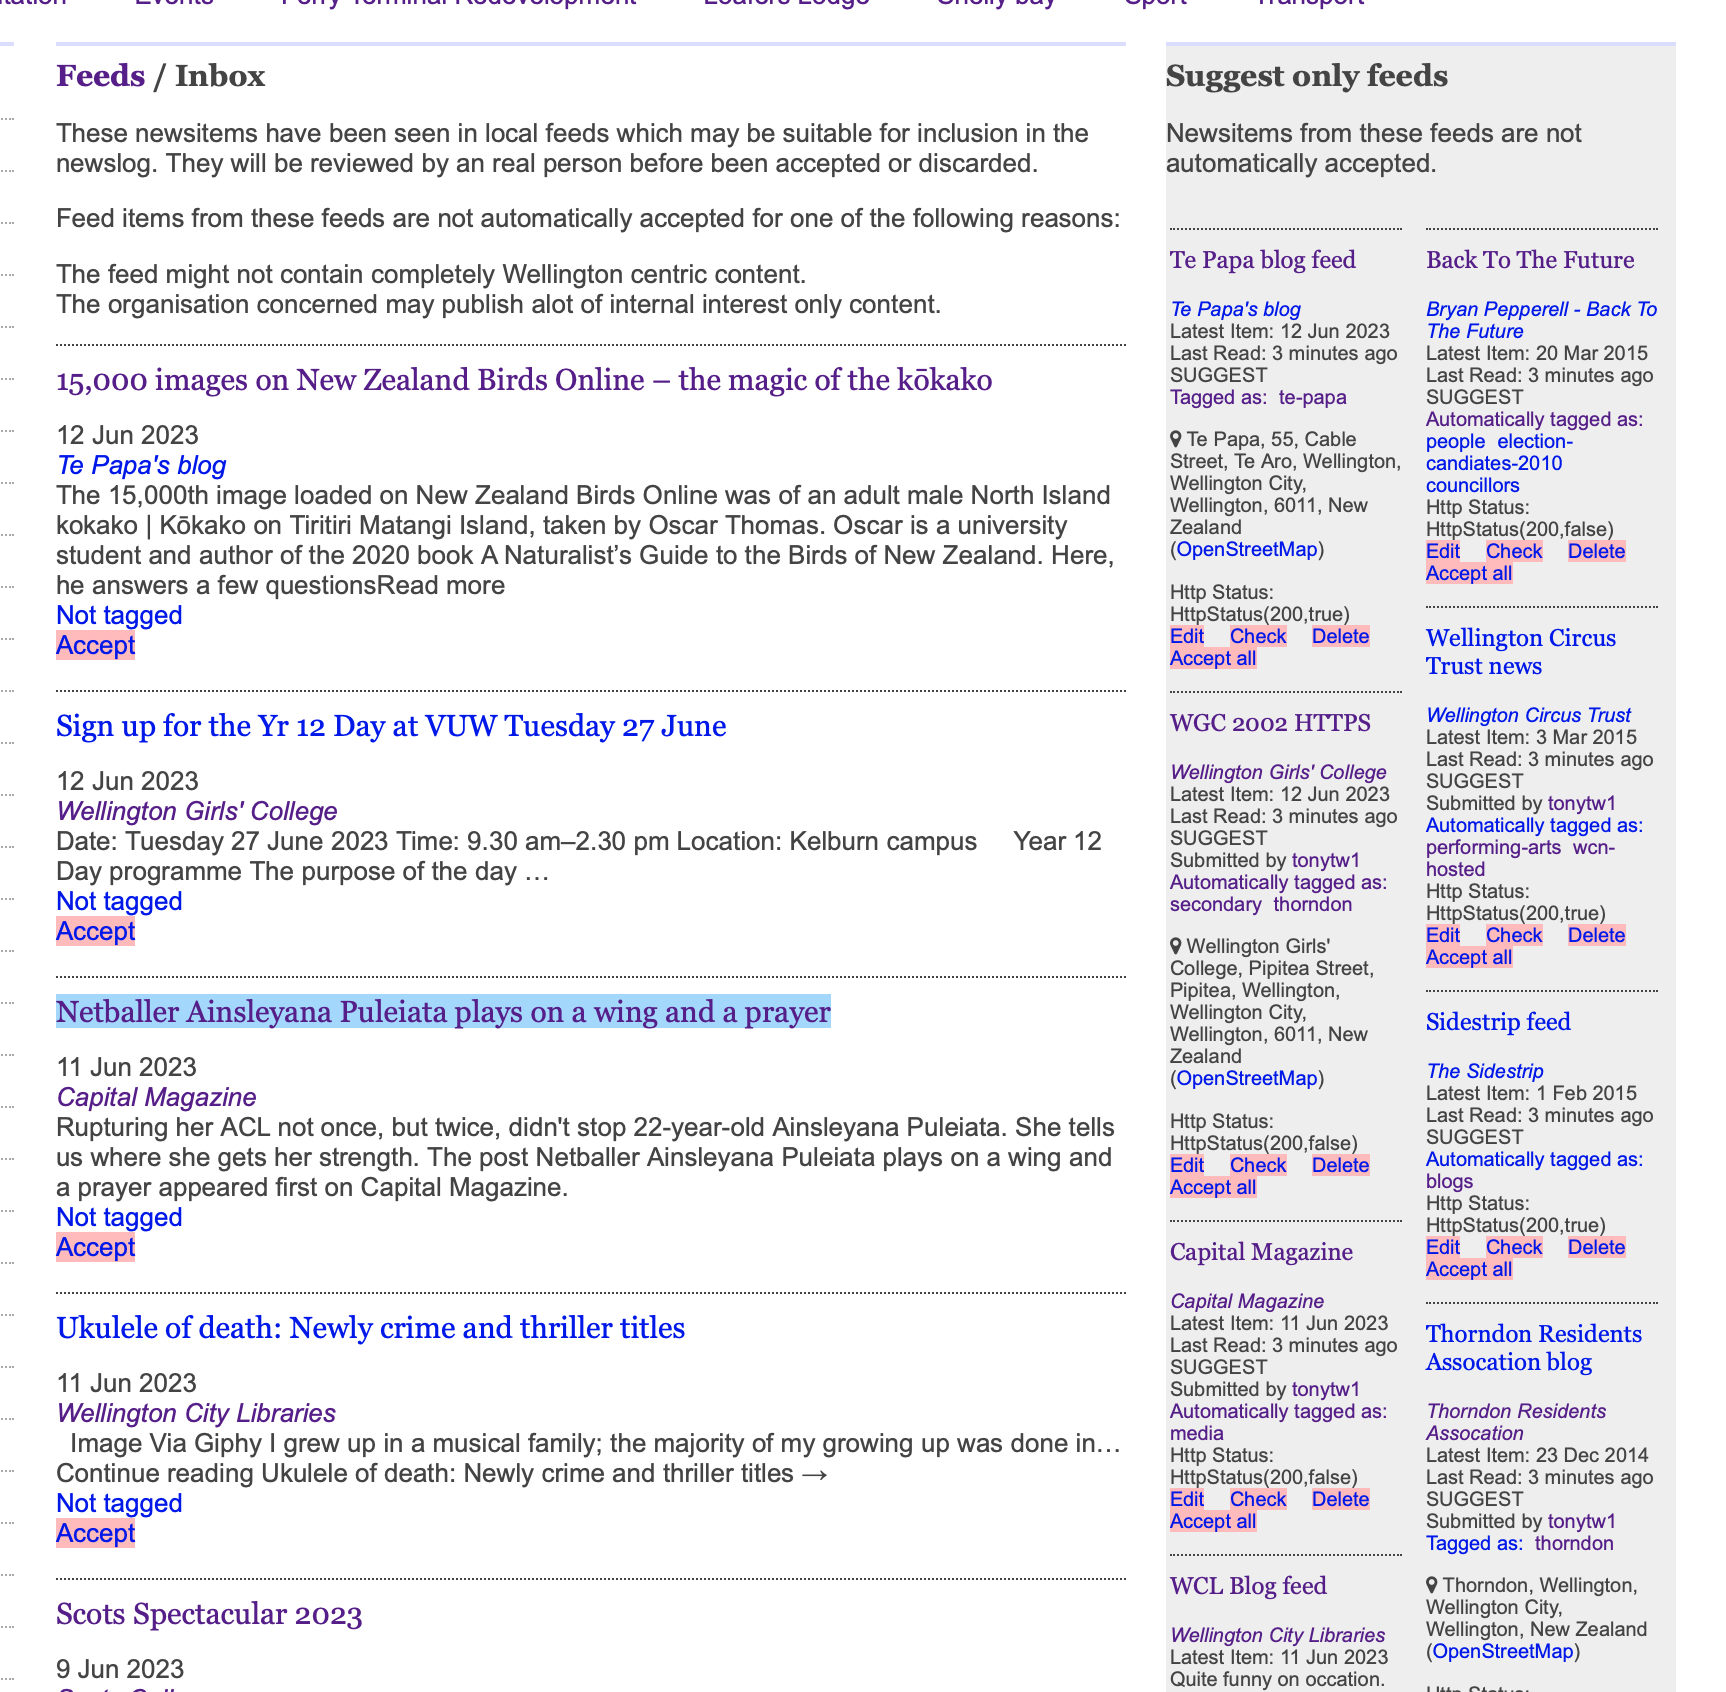 Events
Ferry Terminal Redevelopment
Loafers Lodge
Shelly bay
Sport
Transport
Feeds / Inbox
These newsitems have been seen in local feeds which may be suitable for inclusion in the
newslog. They will be reviewed by an real person before been accepted or discarded.
Feed items from these feeds are not automatically accepted for one of the following reasons:
The feed might not contain completely Wellington centric content.
The organisation concerned may publish alot of internal interest only content.
15,000 images on New Zealand Birds Online – the magic of the kōkako
12 Jun 2023
Te Papa's blog
The 15,000th image loaded on New Zealand Birds Online was of an adult male North Island
kokako | Kōkako on Tiritiri Matangi Island, taken by Oscar Thomas. Oscar is a university
student and author of the 2020 book A Naturalist’s Guide to the Birds of New Zealand. Here,
he answers a few questionsRead more
Not tagged
Accept
Sign up for the Yr 12 Day at VUW Tuesday 27 June
12 Jun 2023
Wellington Girls' College
Date: Tuesday 27 June 2023 Time: 9.30 am–2.30 pm Location: Kelburn campus Year 12
Day programme The purpose of the day …
Not tagged
Accept
Netballer Ainsleyana Puleiata plays on a wing and a prayer
11 Jun 2023
Capital Magazine
Rupturing her ACL not once, but twice, didn't stop 22-year-old Ainsleyana Puleiata. She tells
us where she gets her strength. The post Netballer Ainsleyana Puleiata plays on a wing and
a prayer appeared first on Capital Magazine.
Not tagged
Accept
Ukulele of death: Newly crime and thriller titles
11 Jun 2023
Wellington City Libraries
Image Via Giphy I grew up in a musical family; the majority of my growing up was done in…
Continue reading Ukulele of death: Newly crime and thriller titles →
Not tagged
Accept
Scots Spectacular 2023
9 Jun 2023
Suggest only feeds
Newsitems from these feeds are not
automatically accepted.
Te Papa blog feed
Te Papa's blog
Latest Item: 12 Jun 2023
Last Read: 3 minutes ago
SUGGEST
Tagged as: te-papa
Te Papa, 55, Cable
Street, Te Aro, Wellington,
Wellington City,
Wellington, 6011, New
Zealand
(OpenStreetMap)
Http Status:
HttpStatus(200,true)
Edit Check Delete
Accept all
WGC 2002 HTTPS
Wellington Girls' College
Latest Item: 12 Jun 2023
Last Read: 3 minutes ago
SUGGEST
Submitted by tonytw1
Automatically tagged as:
secondary thorndon
Wellington Girls'
College, Pipitea Street,
Pipitea, Wellington,
Wellington City,
Wellington, 6011, New
Zealand
(OpenStreetMap)
Http Status:
HttpStatus(200,false)
Edit Check Delete
Accept all
Capital Magazine
Capital Magazine
Latest Item: 11 Jun 2023
Last Read: 3 minutes ago
SUGGEST
Submitted by tonytw1
Automatically tagged as:
media
Http Status:
HttpStatus(200,false)
Edit Check Delete
Accept all
WCL Blog feed
Wellington City Libraries
Latest Item: 11 Jun 2023
Quite funny on occation.
Back To The Future
Bryan Pepperell - Back To
The Future
Latest Item: 20 Mar 2015
Last Read: 3 minutes ago
SUGGEST
Automatically tagged as:
people election-
candiates-2010
councillors
Http Status:
HttpStatus(200,false)
Edit Check Delete
Accept all
Wellington Circus
Trust news
Wellington Circus Trust
Latest Item: 3 Mar 2015
Last Read: 3 minutes ago
SUGGEST
Submitted by tonytw1
Automatically tagged as:
performing-arts wcn-
hosted
Http Status:
HttpStatus(200,true)
Edit Check Delete
Accept all
Sidestrip feed
The Sidestrip
Latest Item: 1 Feb 2015
Last Read: 3 minutes ago
SUGGEST
Automatically tagged as:
blogs
Http Status:
HttpStatus(200,true)
Edit Check Delete
Accept all
Thorndon Residents
Assocation blog
Thorndon Residents
Assocation
Latest Item: 23 Dec 2014
Last Read: 3 minutes ago
SUGGEST
Submitted by tonytw1
Tagged as: thorndon
Thorndon, Wellington,
Wellington City,
Wellington, New Zealand
(OpenStreetMap)